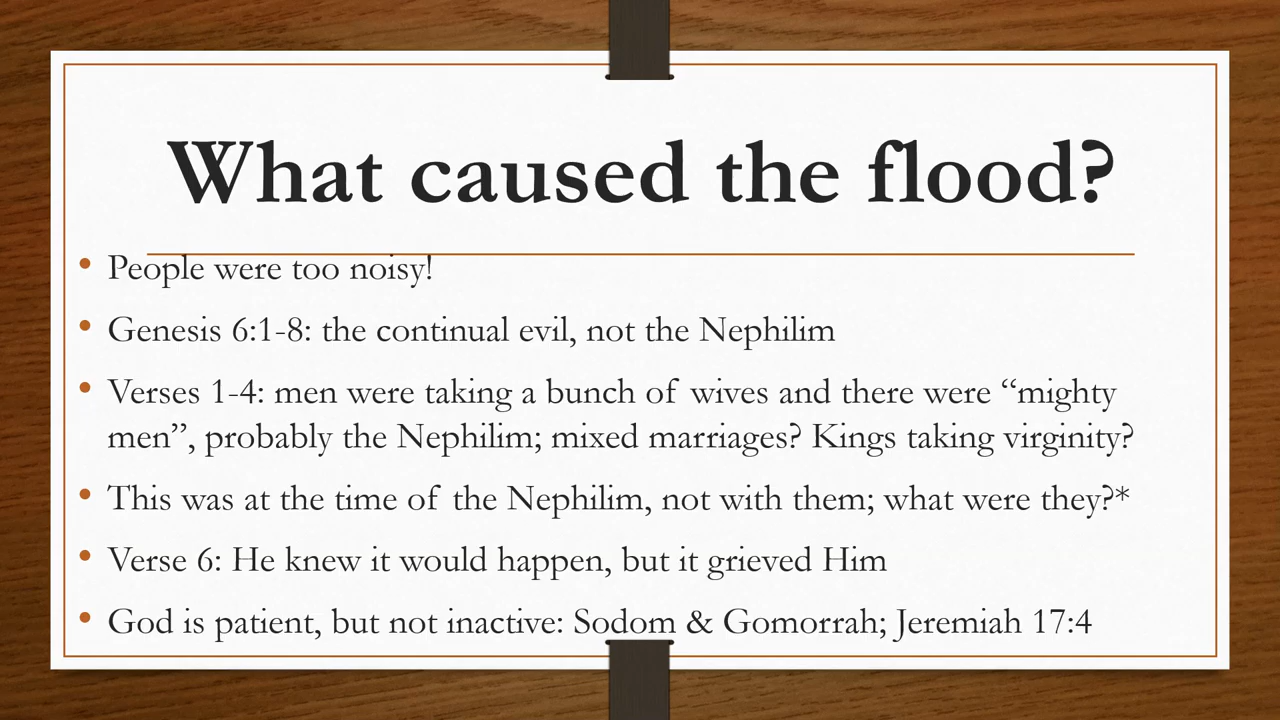 What caused the flood?
• People were too noisy!
• Genesis 6:1-8: the continual evil, not the Nephilim
• Verses 1-4: men were taking a bunch of wives and there were “mighty
men”, probably the Nephilim; mixed marriages? Kings taking virginity?
• This was at the time of the Nephilim, not with them; what were they?*
• Verse 6: He knew it would happen, but it grieved Him
• God is patient, but not inactive: Sodom & Gomorrah; Jeremiah 17:4